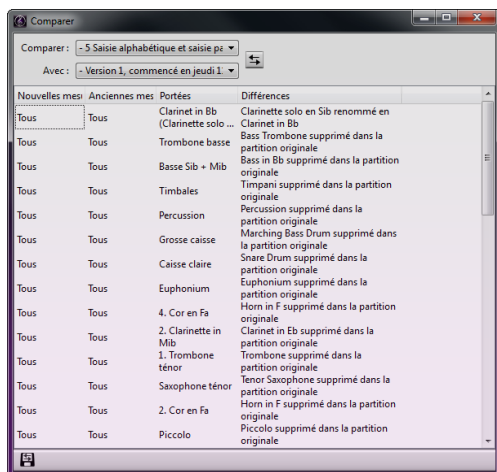 Comparer
Comparer : - 5 Saisie alphabétique et saisie pa
Avec : - Version 1, commencé en jeudi 1
Nouvelles mesu Anciennes mes Portées Différences
Tous Tous Clarinet in Bb (Clarinette solo ... Clarinette solo en Sib renommé en Clarinet in Bb
Tous Tous Trombone basse Bass Trombone supprimé dans la partition originale
Tous Tous Basse Sib + Mib Bass in Bb supprimé dans la partition originale
Tous Tous Timbales Timpani supprimé dans la partition originale
Tous Tous Percussion Percussion supprimé dans la partition originale
Tous Tous Grosse caisse Marching Bass Drum supprimé dans la partition originale
Tous Tous Caisse claire Snare Drum supprimé dans la partition originale
Tous Tous Euphonium Euphonium supprimé dans la partition originale
Tous Tous 4. Cor en Fa Horn in F supprimé dans la partition originale
Tous Tous 2. Clarinette in Mib Clarinet in Eb supprimé dans la partition originale
Tous Tous 1. Trombone ténor Trombone supprimé dans la partition originale
Tous Tous Saxophone ténor Tenor Saxophone supprimé dans la partition originale
Tous Tous 2. Cor en Fa Horn in F supprimé dans la partition originale
Tous Tous Piccolo Piccolo supprimé dans la partition originale